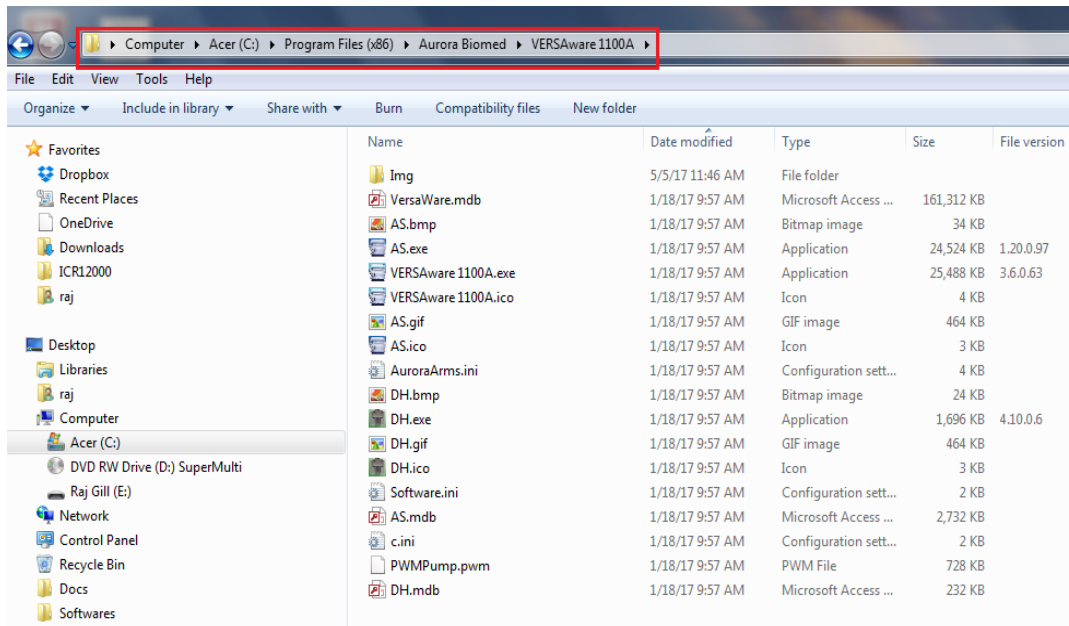 Computer Acer (C:) Program Files (x86) Aurora Biomed VERSAware 1100A
File Edit View Tools Help
Organize Include in library Share with Burn Compatibility files New folder
Favorites
Dropbox
Recent Places
OneDrive
Downloads
ICR12000
raj
Desktop
Libraries
raj
Computer
Acer (C:)
DVD RW Drive (D:) SuperMulti
Raj Gill (E:)
Network
Control Panel
Recycle Bin
Docs
Softwares
Name Date modified Type Size File version
Img 5/5/17 11:46 AM File folder
VersaWare.mdb 1/18/17 9:57 AM Microsoft Access ... 161,312 KB
AS.bmp 1/18/17 9:57 AM Bitmap image 34 KB
AS.exe 1/18/17 9:57 AM Application 24,524 KB 1.20.0.97
VERSAware 1100A.exe 1/18/17 9:57 AM Application 25,488 KB 3.6.0.63
VERSAware 1100A.ico 1/18/17 9:57 AM Icon 4 KB
AS.gif 1/18/17 9:57 AM GIF image 464 KB
AS.ico 1/18/17 9:57 AM Icon 3 KB
AuroraArms.ini 1/18/17 9:57 AM Configuration sett... 4 KB
DH.bmp 1/18/17 9:57 AM Bitmap image 24 KB
DH.exe 1/18/17 9:57 AM Application 1,696 KB 4.10.0.6
DH.gif 1/18/17 9:57 AM GIF image 464 KB
DH.ico 1/18/17 9:57 AM Icon 3 KB
Software.ini 1/18/17 9:57 AM Configuration sett... 2 KB
AS.mdb 1/18/17 9:57 AM Microsoft Access ... 2,732 KB
c.ini 1/18/17 9:57 AM Configuration sett... 2 KB
PWMPump.pwm 1/18/17 9:57 AM PWM File 728 KB
DH.mdb 1/18/17 9:57 AM Microsoft Access ... 232 KB